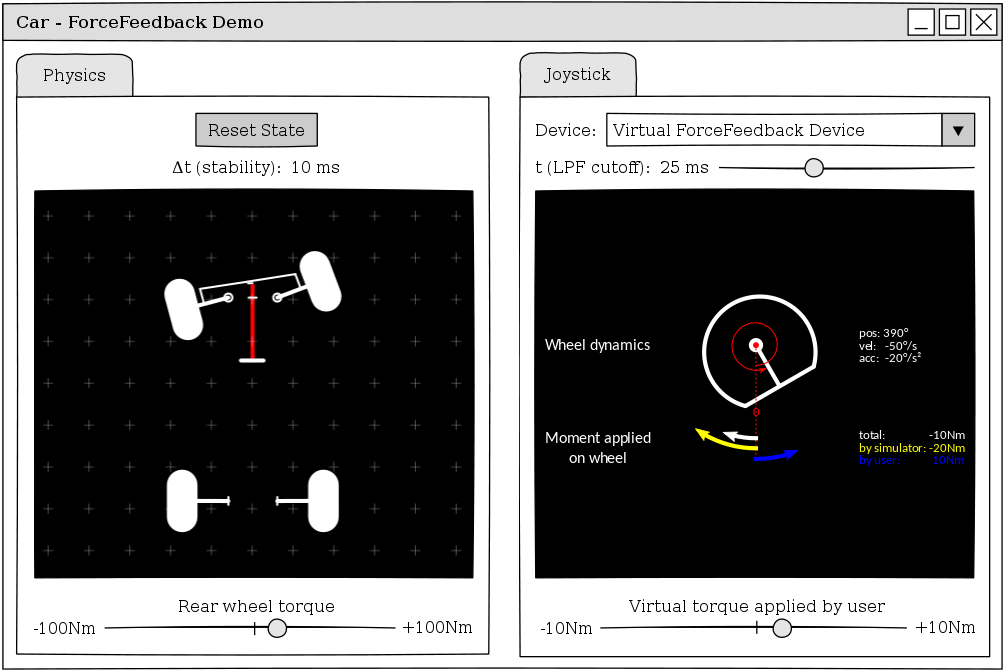 Car - ForceFeedback Demo
Physics
Reset State
Δt (stability): 10 ms
Rear wheel torque
-100Nm
+100Nm
Joystick
Device: Virtual ForceFeedback Device
t (LPF cutoff): 25 ms
Wheel dynamics
pos: 390°
vel: -50°/s
acc: -20°/s²
0
Moment applied
on wheel
total: -10Nm
by simulator: -20Nm
by user: 10Nm
Virtual torque applied by user
-10Nm
+10Nm